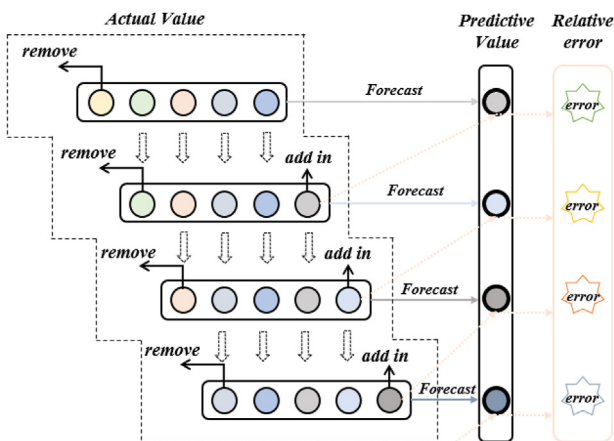 Actual Value
Predictive
Value
Relative
error
remove
Forecast
error
remove
add in
Forecast
error
remove
add in
Forecast
error
remove
add in
Forecast
error